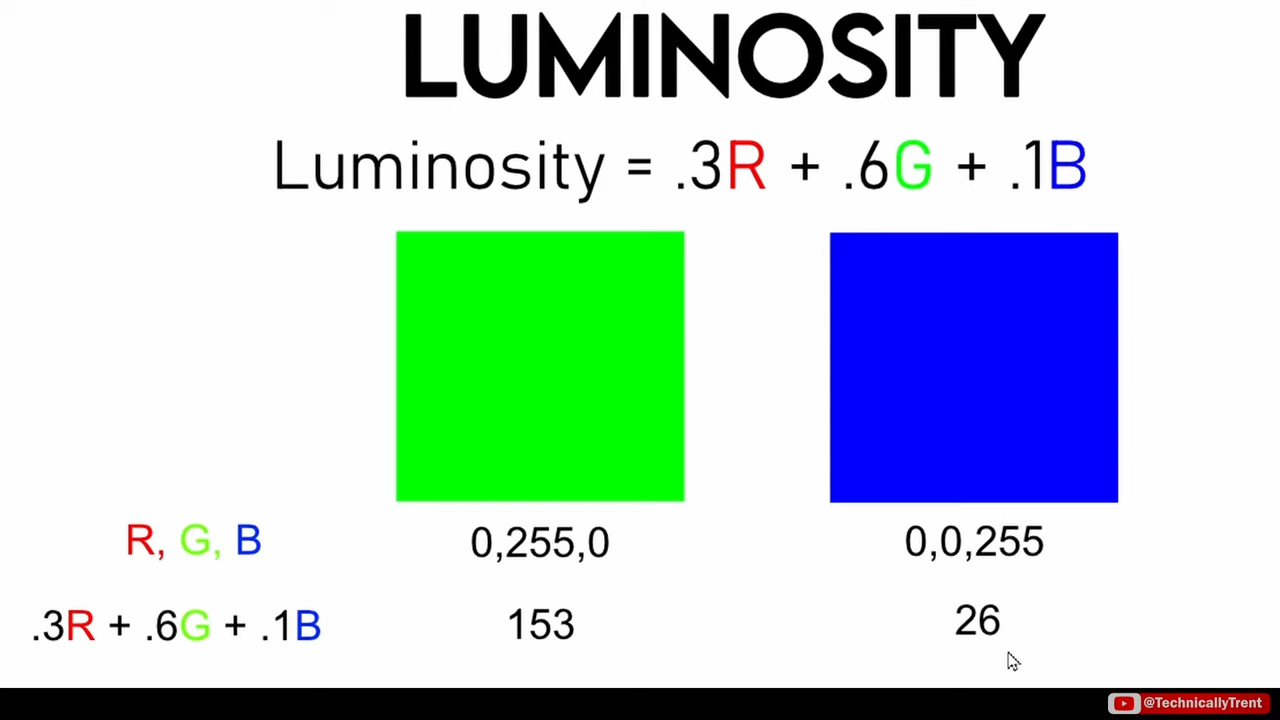 LUMINOSITY
Luminosity = .3R + .6G + .1B
R, G, B 0,255,0 0,0,255
.3R + .6G + .1B 153 26
@TechnicallyTrent